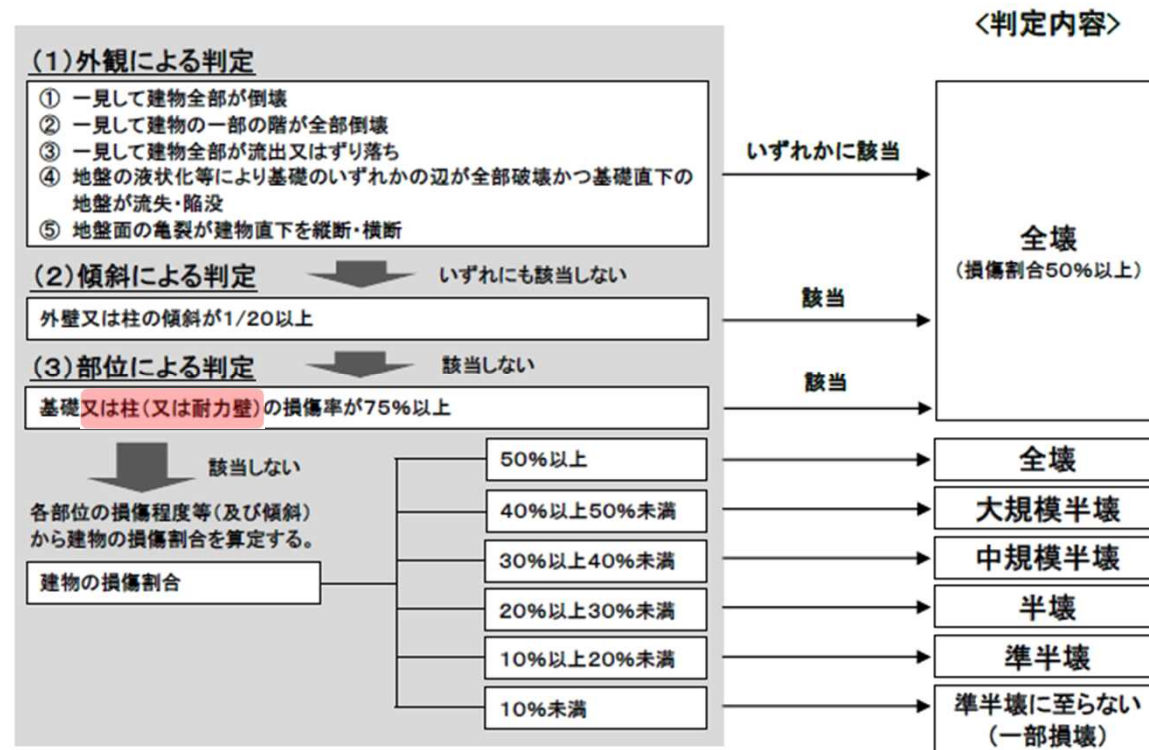 <判定内容>
(1)外観による判定
① 一見して建物全部が倒壊
② 一見して建物の一部の階が全部倒壊
③ 一見して建物全部が流出又はずり落ち
④ 地盤の液状化等により基礎のいずれかの辺が全部破壊かつ基礎直下の
地盤が流失・陥没
⑤ 地盤面の亀裂が建物直下を縦断・横断
いずれかに該当
全壊
(損傷割合50%以上)
(2)傾斜による判定
いずれにも該当しない
外壁又は柱の傾斜が1/20以上
該当
(3)部位による判定
該当しない
基礎又は柱(又は耐力壁)の損傷率が75%以上
該当
該当しない
各部位の損傷程度等(及び傾斜)
から建物の損傷割合を算定する。
建物の損傷割合
50%以上
全壊
40%以上50%未満
大規模半壊
30%以上40%未満
中規模半壊
20%以上30%未満
半壊
10%以上20%未満
準半壊
10%未満
準半壊に至らない
(一部損壊)